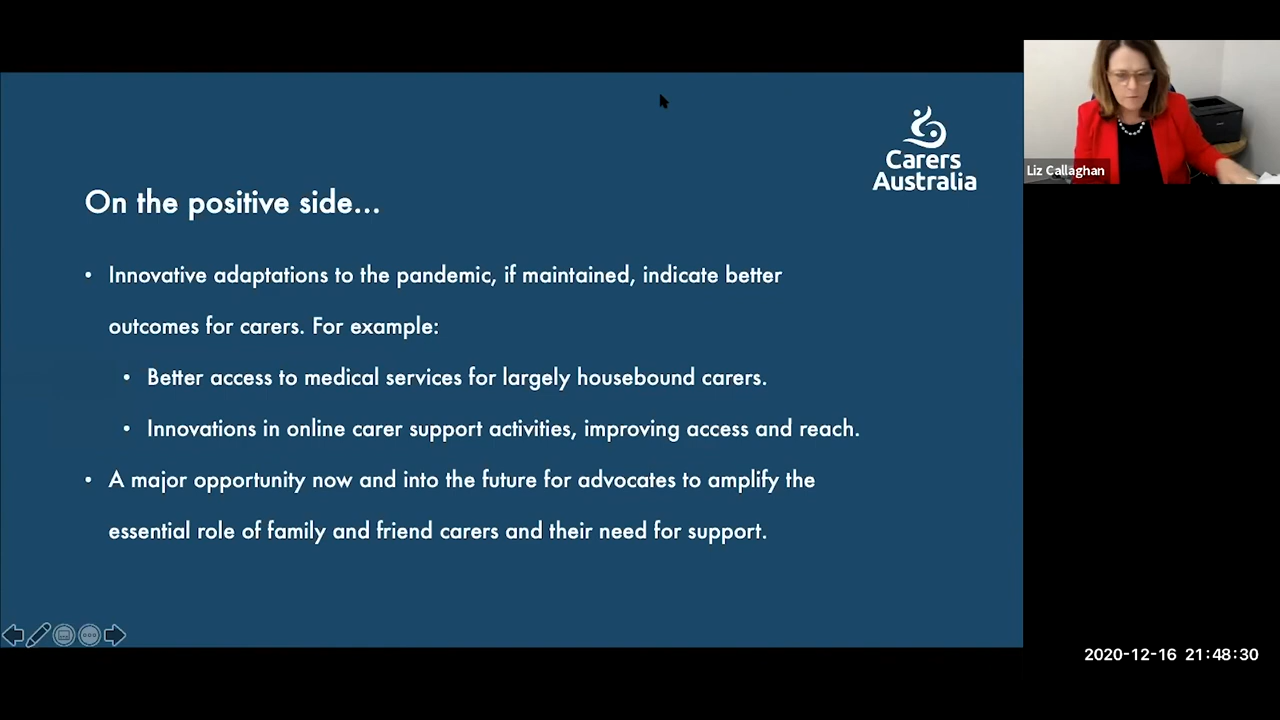 Carers
Australia
Liz Callaghan
On the positive side...
• Innovative adaptations to the pandemic, if maintained, indicate better
outcomes for carers. For example:
• Better access to medical services for largely housebound carers.
• Innovations in online carer support activities, improving access and reach.
• A major opportunity now and into the future for advocates to amplify the
essential role of family and friend carers and their need for support.
2020-12-16 21:48:30